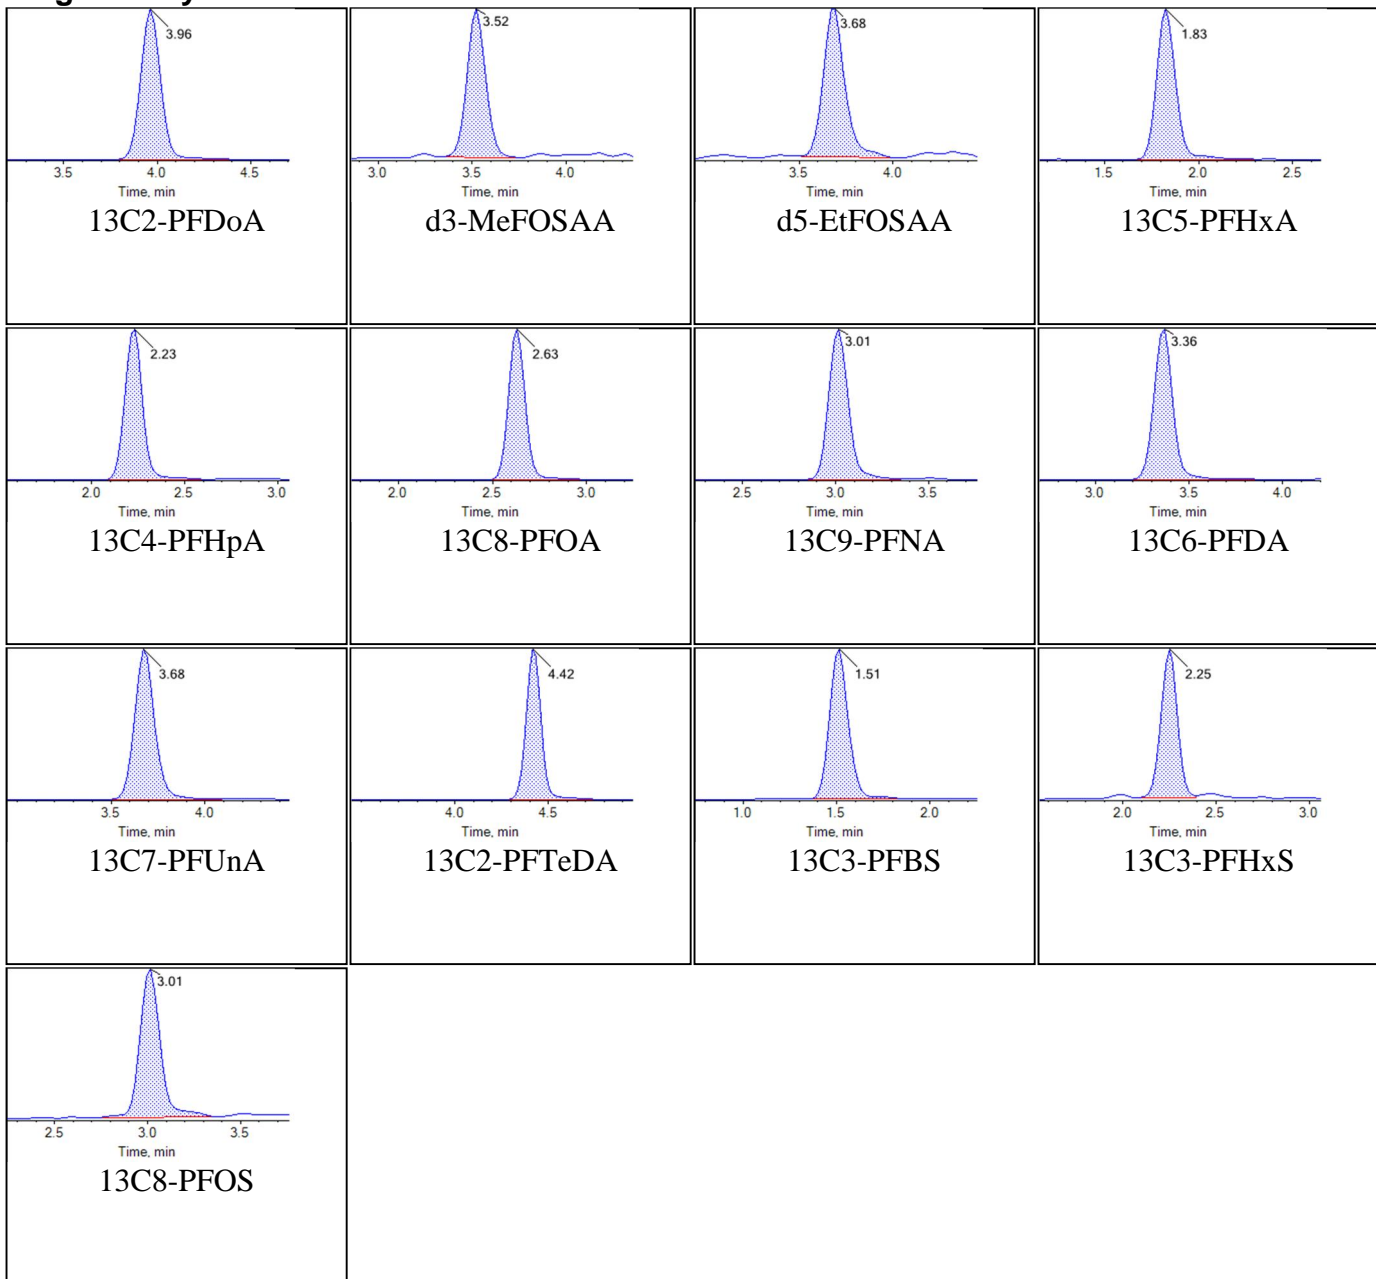 3.96
3.5 4.0 4.5
Time, min
13C2-PFDoA
3.52
3.0 3.5 4.0
Time, min
d3-MeFOSAA
3.68
3.5 4.0
Time, min
d5-EtFOSAA
1.83
1.5 2.0 2.5
Time, min
13C5-PFHxA
2.23
2.0 2.5 3.0
Time, min
13C4-PFHpA
2.63
2.0 2.5 3.0
Time, min
13C8-PFOA
3.01
2.5 3.0 3.5
Time, min
13C9-PFNA
3.36
3.0 3.5 4.0
Time, min
13C6-PFDA
3.68
3.5 4.0
Time, min
13C7-PFUnA
4.42
4.0 4.5
Time, min
13C2-PFTeDA
1.51
1.0 1.5 2.0
Time, min
13C3-PFBS
2.25
2.0 2.5 3.0
Time, min
13C3-PFHxS
3.01
2.5 3.0 3.5
Time, min
13C8-PFOS